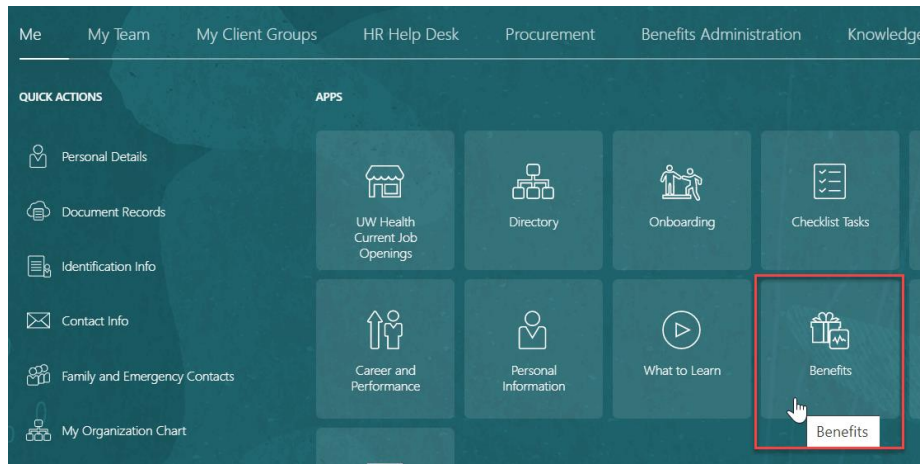 Me My Team My Client Groups HR Help Desk Procurement Benefits Administration Knowledge
QUICK ACTIONS
APPS
Personal Details
Document Records
Identification Info
Contact Info
Family and Emergency Contacts
My Organization Chart
UW Health
Current Job
Openings
Directory
Onboarding
Checklist Tasks
Career and
Performance
Personal
Information
What to Learn
Benefits
Benefits